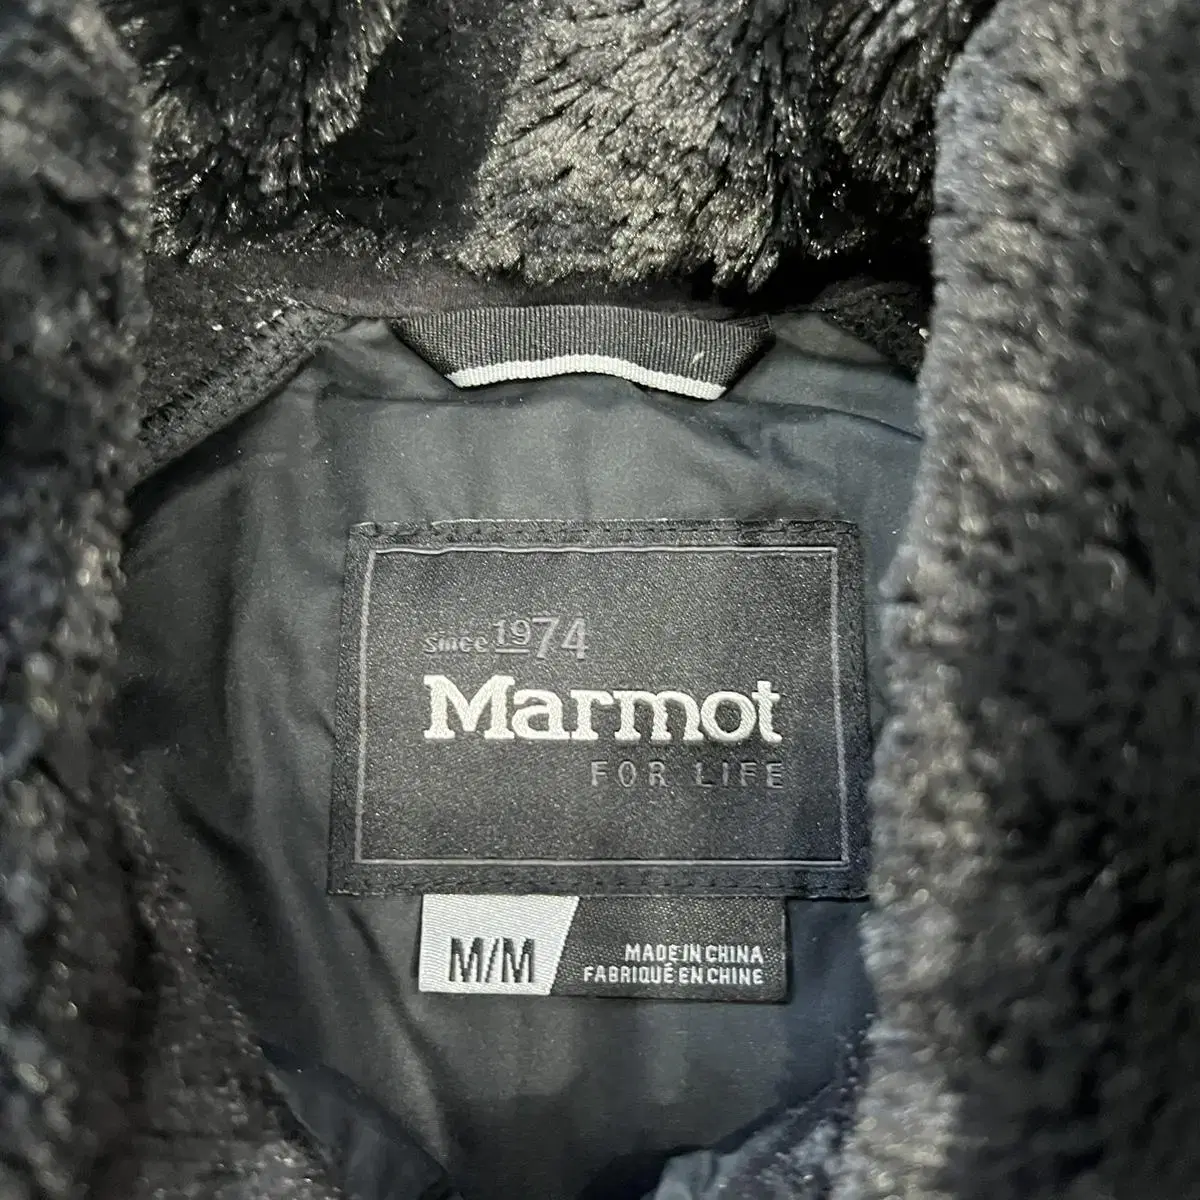 since 1974
Marmot
FOR LIFE
M/M
MADE IN CHINA
FABRIQUÉ EN CHINE